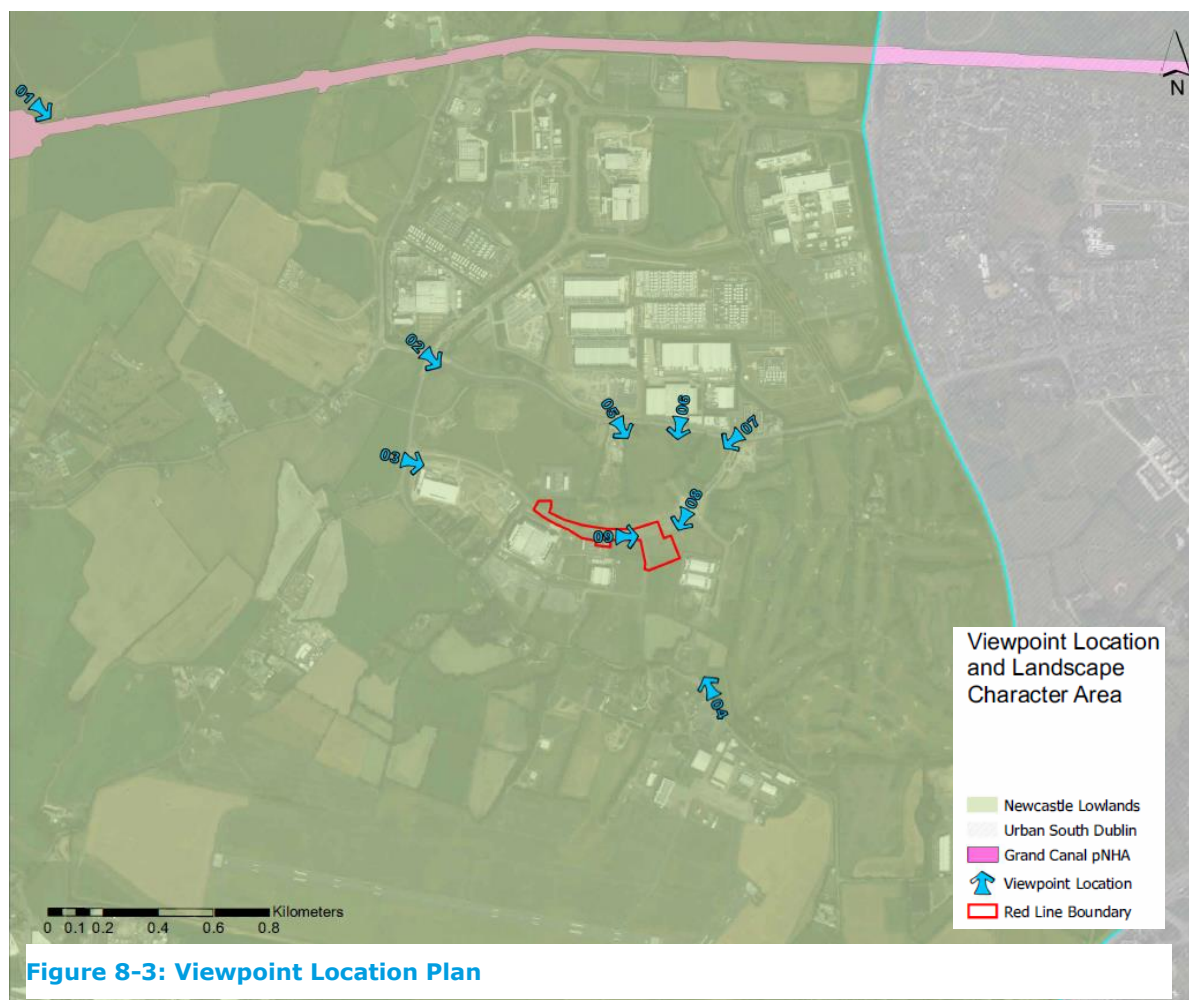 01
N
02
05
06
07
03
08
09
04
Viewpoint Location
and Landscape
Character Area
Newcastle Lowlands
Urban South Dublin
Grand Canal pNHA
Viewpoint Location
Red Line Boundary
Kilometers
0 0.1 0.2 0.4 0.6 0.8
Figure 8-3: Viewpoint Location Plan